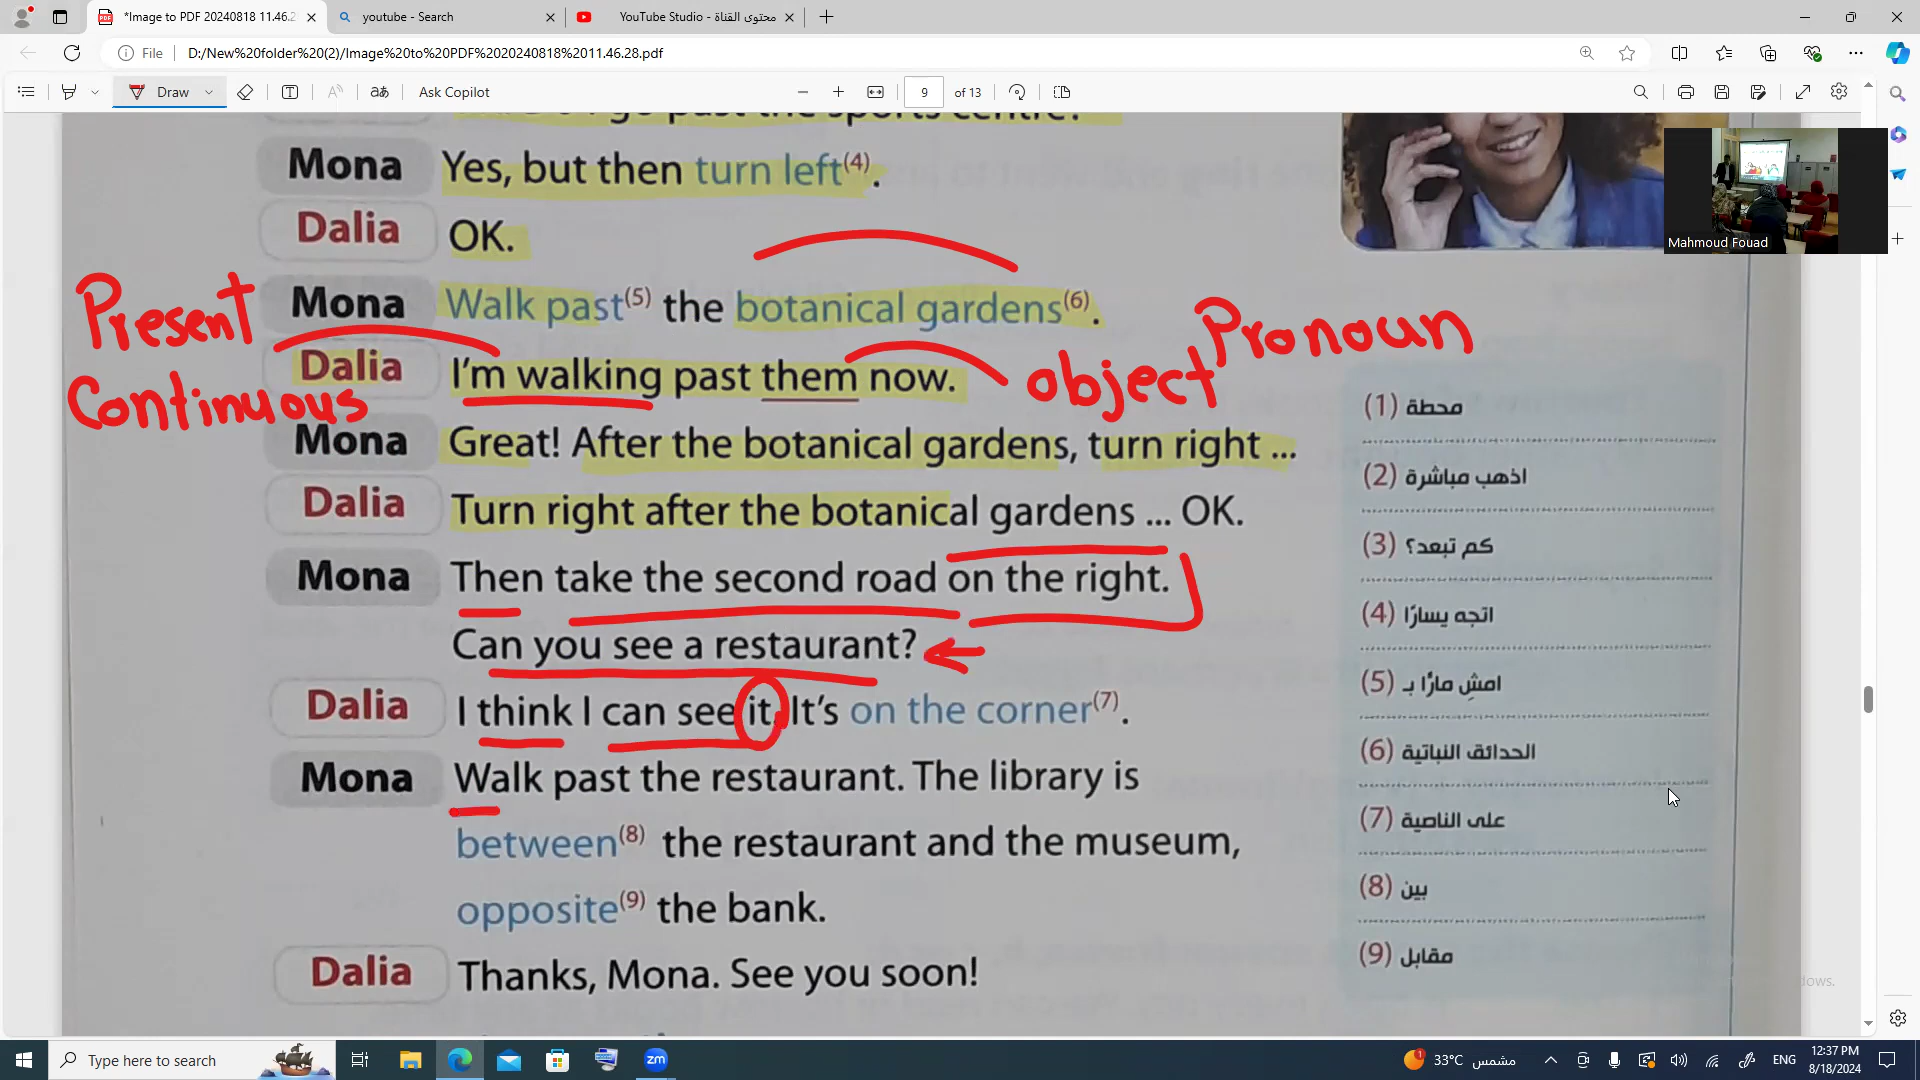 *Image to PDF 20240818 11.46.2
youtube - Search
YouTube Studio - محتوى القناة
File
D:/New%20folder%20(2)/Image%20to%20PDF%2020240818%2011.46.28.pdf
Draw
Ask Copilot
9
of 13
go past the sports centre?
Mona Yes, but then turn left(4).
Mahmoud Fouad
Dalia OK.
Mona Walk past(5) the botanical gardens(6).
Present
Continuous
Dalia I'm walking past them now.
object Pronoun
Mona Great! After the botanical gardens, turn right ...
Dalia Turn right after the botanical gardens ... OK.
Mona Then take the second road on the right.
Can you see a restaurant?
Dalia I think I can see it. It's on the corner(7).
Mona Walk past the restaurant. The library is
between(8) the restaurant and the museum,
opposite(9) the bank.
Dalia Thanks, Mona. See you soon!
(1) محطة
(2) اذهب مباشرة
(3) كم تبعد؟
(4) اتجه يسارًا
(5) امشِ مارًا بـ
(6) الحدائق النباتية
(7) على الناصية
(8) بين
(9) مقابل
Type here to search
zm
33°C مشمس
ENG
12:37 PM
8/18/2024